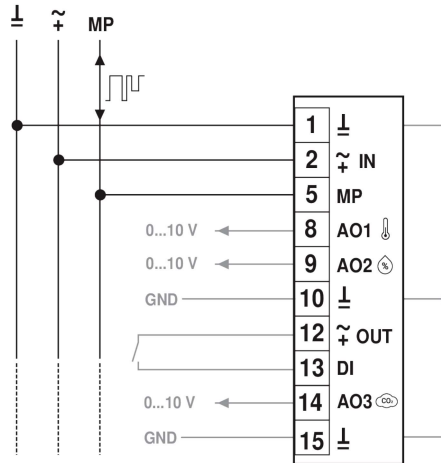 ⊥ ~+ MP
1 ⊥
2 ~+ IN
5 MP
0...10 V 8 AO1
0...10 V 9 AO2 %
GND 10 ⊥
12 ~+ OUT
13 DI
0...10 V 14 AO3 CO₂
GND 15 ⊥